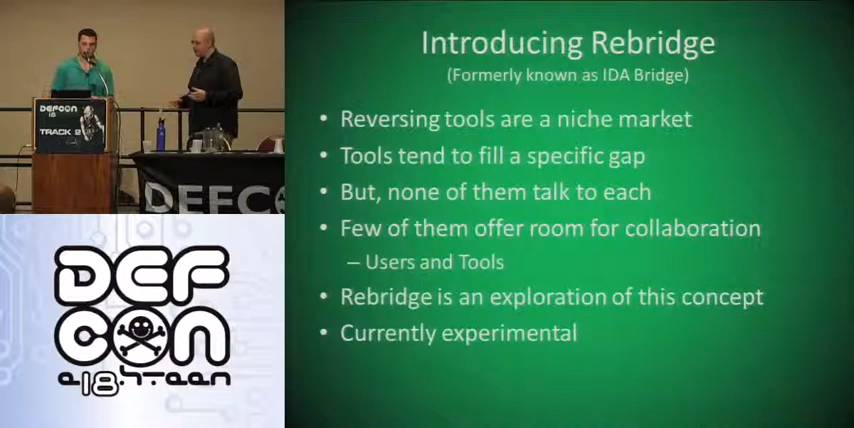 DEFCON
18
TRACK 2
DEFC
DEF
CON
e18hteen
Introducing Rebridge
(Formerly known as IDA Bridge)
• Reversing tools are a niche market
• Tools tend to fill a specific gap
• But, none of them talk to each
• Few of them offer room for collaboration
– Users and Tools
• Rebridge is an exploration of this concept
• Currently experimental